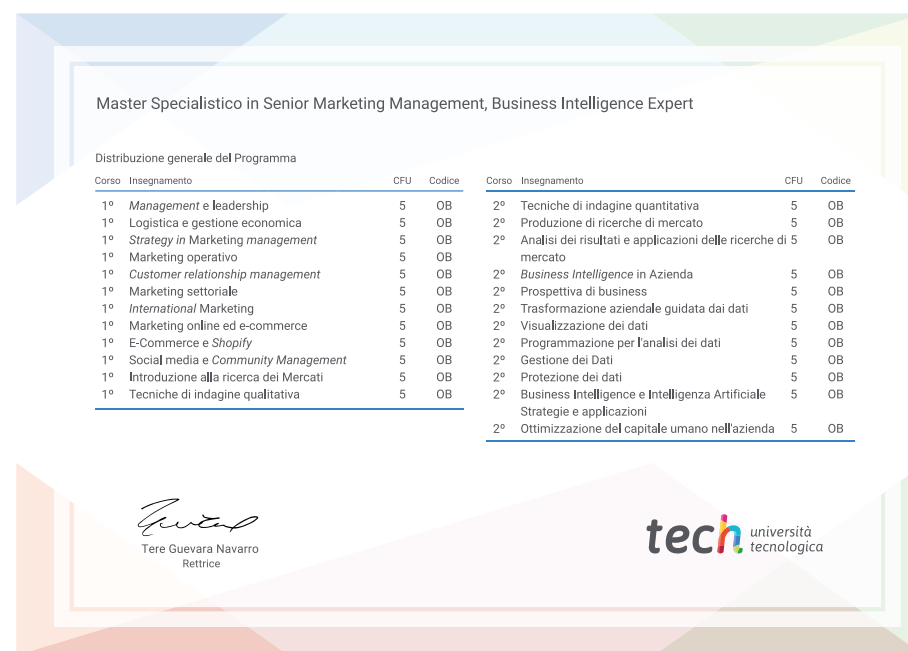 Master Specialistico in Senior Marketing Management, Business Intelligence Expert
Distribuzione generale del Programma
Corso Insegnamento CFU Codice
1º Management e leadership 5 OB
1º Logistica e gestione economica 5 OB
1º Strategy in Marketing management 5 OB
1º Marketing operativo 5 OB
1º Customer relationship management 5 OB
1º Marketing settoriale 5 OB
1º International Marketing 5 OB
1º Marketing online ed e-commerce 5 OB
1º E-Commerce e Shopify 5 OB
1º Social media e Community Management 5 OB
1º Introduzione alla ricerca dei Mercati 5 OB
1º Tecniche di indagine qualitativa 5 OB
Corso Insegnamento CFU Codice
2º Tecniche di indagine quantitativa 5 OB
2º Produzione di ricerche di mercato 5 OB
2º Analisi dei risultati e applicazioni delle ricerche di 5 OB
mercato
2º Business Intelligence in Azienda 5 OB
2º Prospettiva di business 5 OB
2º Trasformazione aziendale guidata dai dati 5 OB
2º Visualizzazione dei dati 5 OB
2º Programmazione per l'analisi dei dati 5 OB
2º Gestione dei Dati 5 OB
2º Protezione dei dati 5 OB
2º Business Intelligence e Intelligenza Artificiale 5 OB
Strategie e applicazioni
2º Ottimizzazione del capitale umano nell'azienda 5 OB
Tere Guevara Navarro
Rettrice
tech università
tecnologica